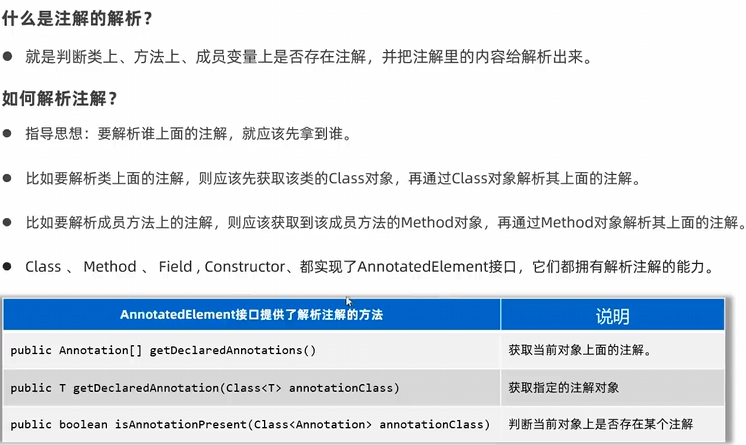 什么是注解的解析？
● 就是判断类上、方法上、成员变量上是否存在注解，并把注解里的内容给解析出来。
如何解析注解？
● 指导思想：要解析谁上面的注解，就应该先拿到谁。
● 比如要解析类上面的注解，则应该先获取该类的Class对象，再通过Class对象解析其上面的注解。
● 比如要解析成员方法上的注解，则应该获取到该成员方法的Method对象，再通过Method对象解析其上面的注解。
● Class 、 Method 、 Field , Constructor、都实现了AnnotatedElement接口，它们都拥有解析注解的能力。
AnnotatedElement接口提供了解析注解的方法 说明
public Annotation[] getDeclaredAnnotations() 获取当前对象上面的注解。
public T getDeclaredAnnotation(Class<T> annotationClass) 获取指定的注解对象
public boolean isAnnotationPresent(Class<Annotation> annotationClass) 判断当前对象上是否存在某个注解